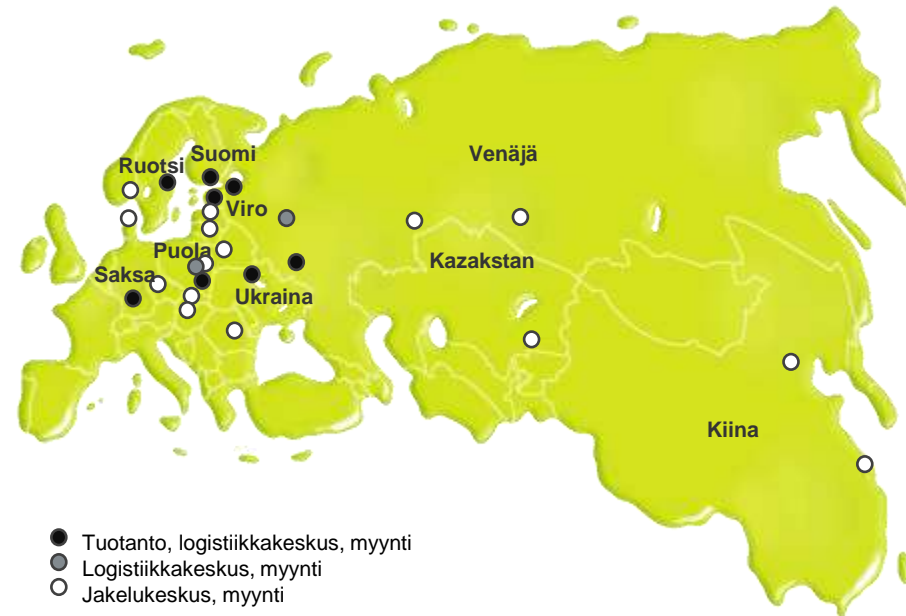 Suomi
Venäjä
Ruotsi
Viro
Puola
Kazakstan
Saksa
Ukraina
Kiina
Tuotanto, logistiikkakeskus, myynti
Logistiikkakeskus, myynti
Jakelukeskus, myynti